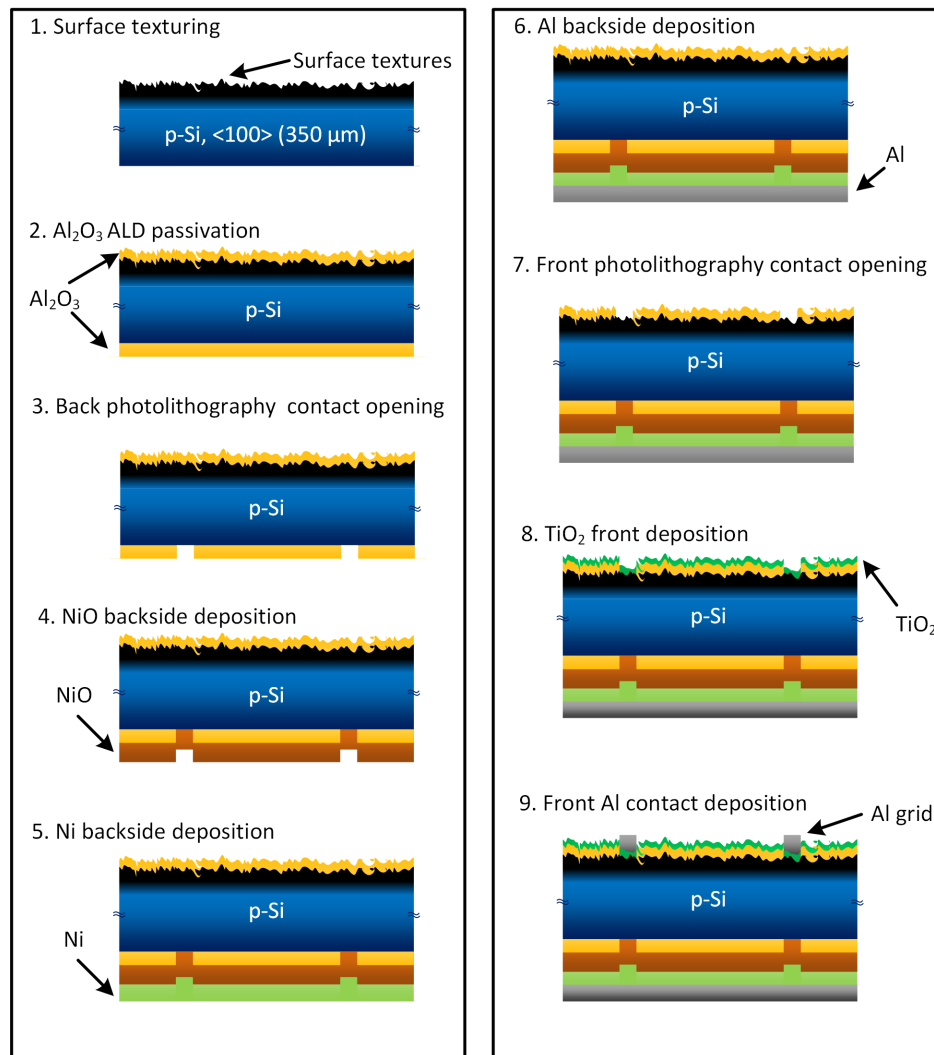 1. Surface texturing
Surface textures
p-Si, <100> (350 µm)
2. Al₂O₃ ALD passivation
Al₂O₃
p-Si
3. Back photolithography  contact opening
p-Si
4. NiO backside deposition
NiO
p-Si
5. Ni backside deposition
Ni
p-Si
6. Al backside deposition
p-Si
Al
7. Front photolithography contact opening
p-Si
8. TiO₂ front deposition
p-Si
TiO₂
9. Front Al contact deposition
Al grid
p-Si